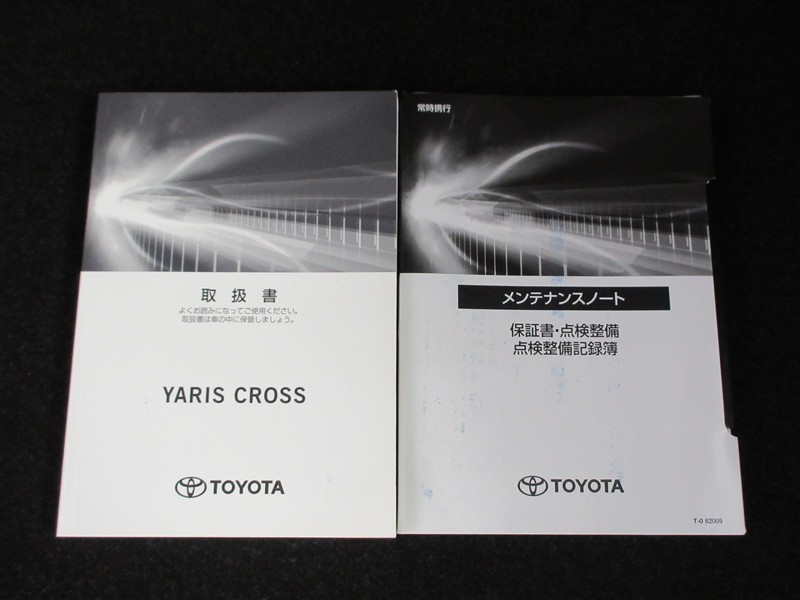 取扱書
よくお読みになってご使用ください。
取扱書は車の中に保管しましょう。
YARIS CROSS
TOYOTA
常時携行
メンテナンスノート
保証書・点検整備
点検整備記録簿
TOYOTA
T-0 62009